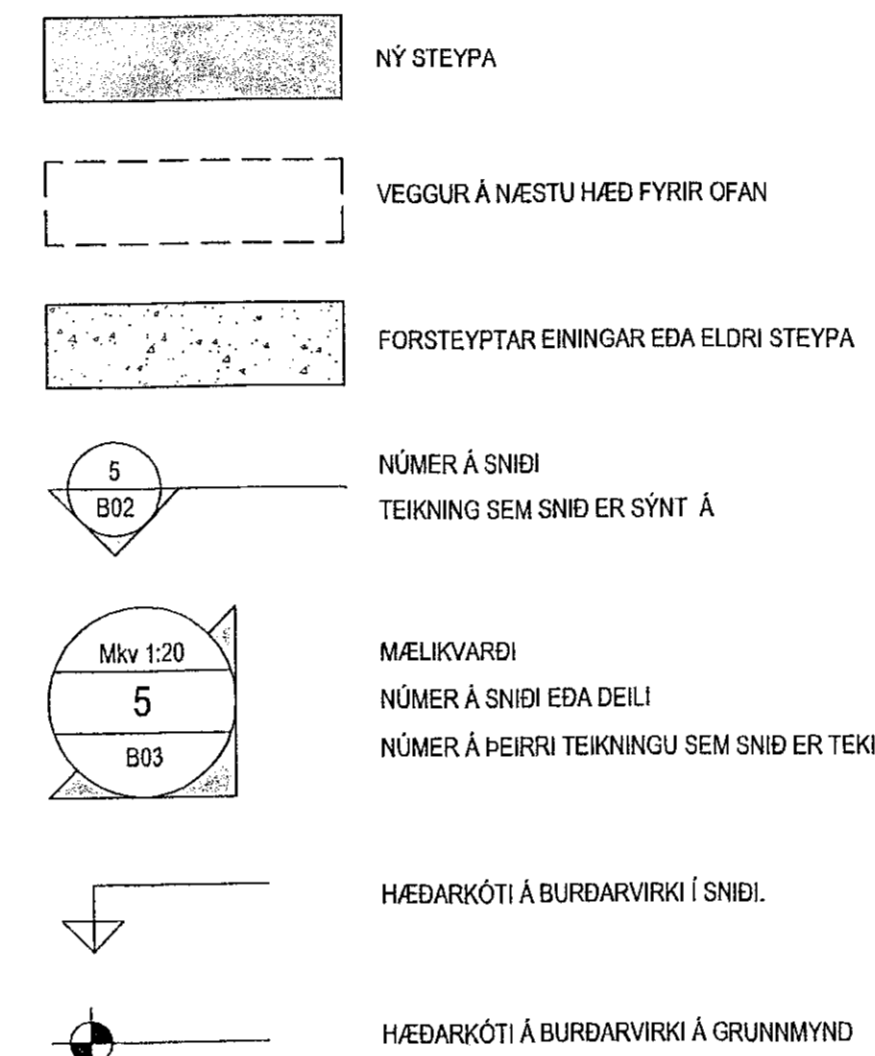 NÝ STEYPA
VEGGUR Á NÆSTU HÆÐ FYRIR OFAN
FORSTEYPTAR EININGAR EÐA ELDRI STEYPA
5
B02
NÚMER Á SNIÐI
TEIKNING SEM SNIÐ ER SÝNT Á
Mkv 1:20
5
B03
MÆLIKVARÐI
NÚMER Á SNIÐI EÐA DEILI
NÚMER Á ÞEIRRI TEIKNINGU SEM SNIÐ ER TEKI
HÆÐARKÓTI Á BURÐARVIRKI Í SNIÐI.
HÆÐARKÓTI Á BURÐARVIRKI Á GRUNNMYND